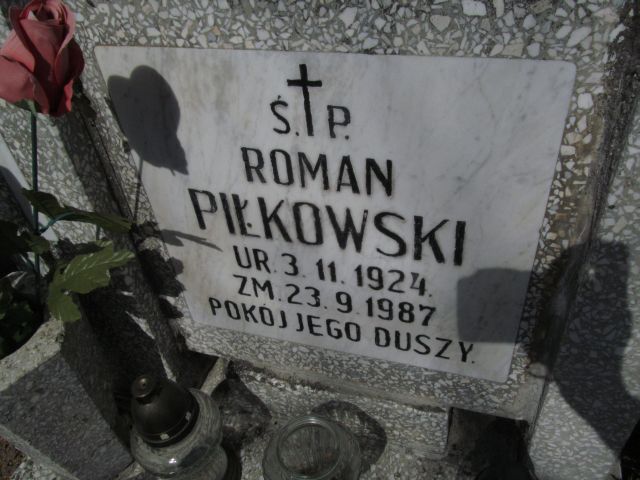 Ś. P.
ROMAN
PIŁKOWSKI
UR. 3. 11. 1924.
ZM. 23. 9. 1987
POKÓJ JEGO DUSZY.